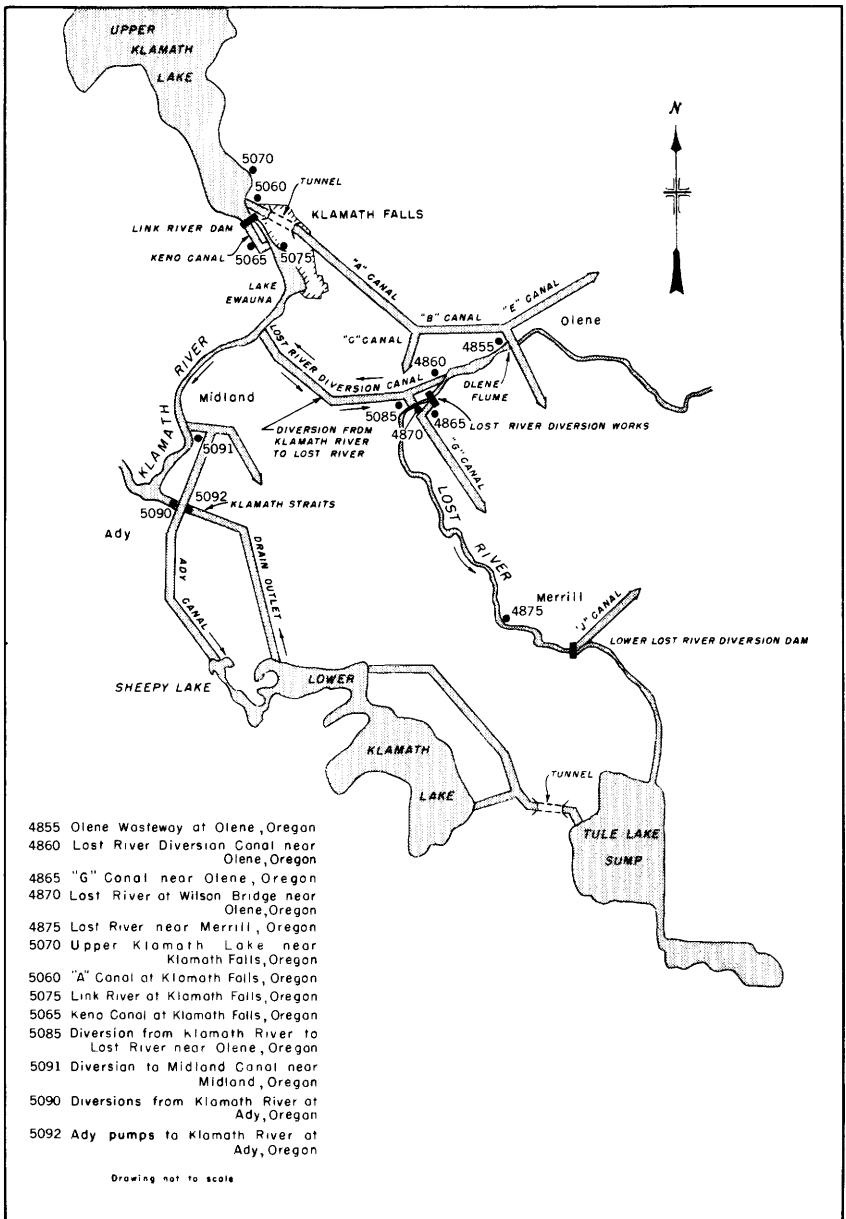 UPPER
KLAMATH
LAKE
N
5070
5060
TUNNEL
KLAMATH FALLS
LINK RIVER DAM
KENO CANAL
5065
5075
"A" CANAL
LAKE
EWAUNA
"E" CANAL
"B" CANAL
Olene
"C" CANAL
4855
KLAMATH RIVER
LOST RIVER DIVERSION CANAL
4860
OLENE
FLUME
Midland
5085
4865
4870
LOST RIVER DIVERSION WORKS
DIVERSION FROM
KLAMATH RIVER
TO LOST RIVER
"G" CANAL
5091
5092
KLAMATH STRAITS
5090
Ady
LOST RIVER
ADY CANAL
DRAIN OUTLET
Merrill
4875
"J" CANAL
LOWER LOST RIVER DIVERSION DAM
SHEEPY LAKE
LOWER
KLAMATH
LAKE
TUNNEL
TULE LAKE
SUMP
4855 Olene Wasteway at Olene, Oregon
4860 Lost River Diversion Canal near
Olene, Oregon
4865 "G" Canal near Olene, Oregon
4870 Lost River at Wilson Bridge near
Olene, Oregon
4875 Lost River near Merrill, Oregon
5070 Upper Klamath Lake near
Klamath Falls, Oregon
5060 "A" Canal at Klamath Falls, Oregon
5075 Link River at Klamath Falls, Oregon
5065 Keno Canal at Klamath Falls, Oregon
5085 Diversion from Klamath River to
Lost River near Olene, Oregon
5091 Diversion to Midland Canal near
Midland, Oregon
5090 Diversions from Klamath River at
Ady, Oregon
5092 Ady pumps to Klamath River at
Ady, Oregon
Drawing not to scale